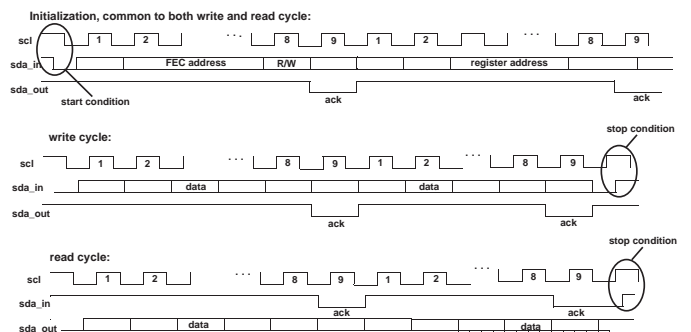 Initialization, common to both write and read cycle:
scl 1 2 ... 8 9 1 2 ... 8 9
sda_in FEC address R/W register address
sda_out
start condition ack ack
stop condition
write cycle:
scl 1 2 ... 8 9 1 2 ... 8 9
sda_in data data
sda_out
ack ack
stop condition
read cycle:
scl 1 2 ... 8 9 1 2 ... 8 9
sda_in
ack ack
sda_out data data